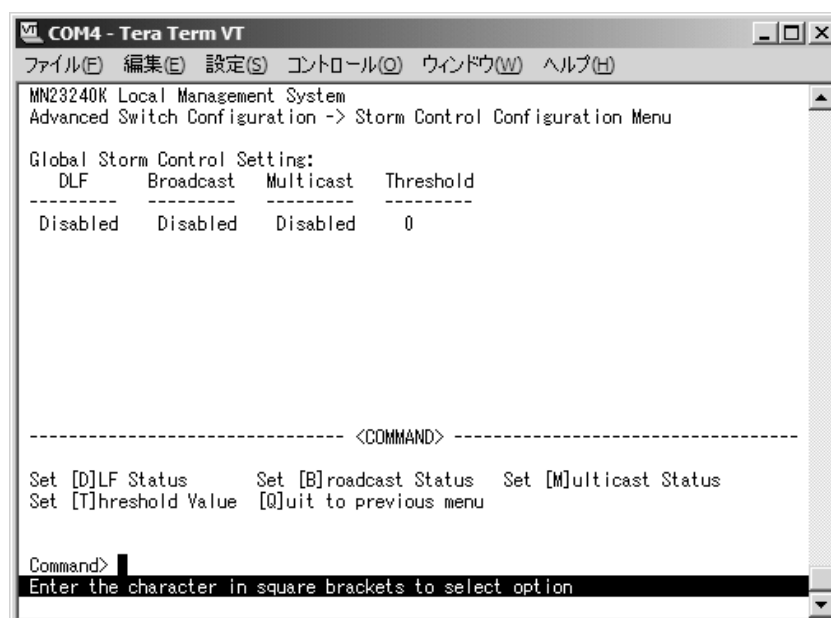 COM4 - Tera Term VT
ファイル(F) 編集(E) 設定(S) コントロール(O) ウィンドウ(W) ヘルプ(H)
MN23240K Local Management System
Advanced Switch Configuration -> Storm Control Configuration Menu
Global Storm Control Setting:
DLF Broadcast Multicast Threshold
--------- --------- --------- ---------
Disabled Disabled Disabled 0
-------------------------------- <COMMAND> -----------------------------------
Set [D]LF Status Set [B]roadcast Status Set [M]ulticast Status
Set [T]hreshold Value [Q]uit to previous menu
Command>
Enter the character in square brackets to select option